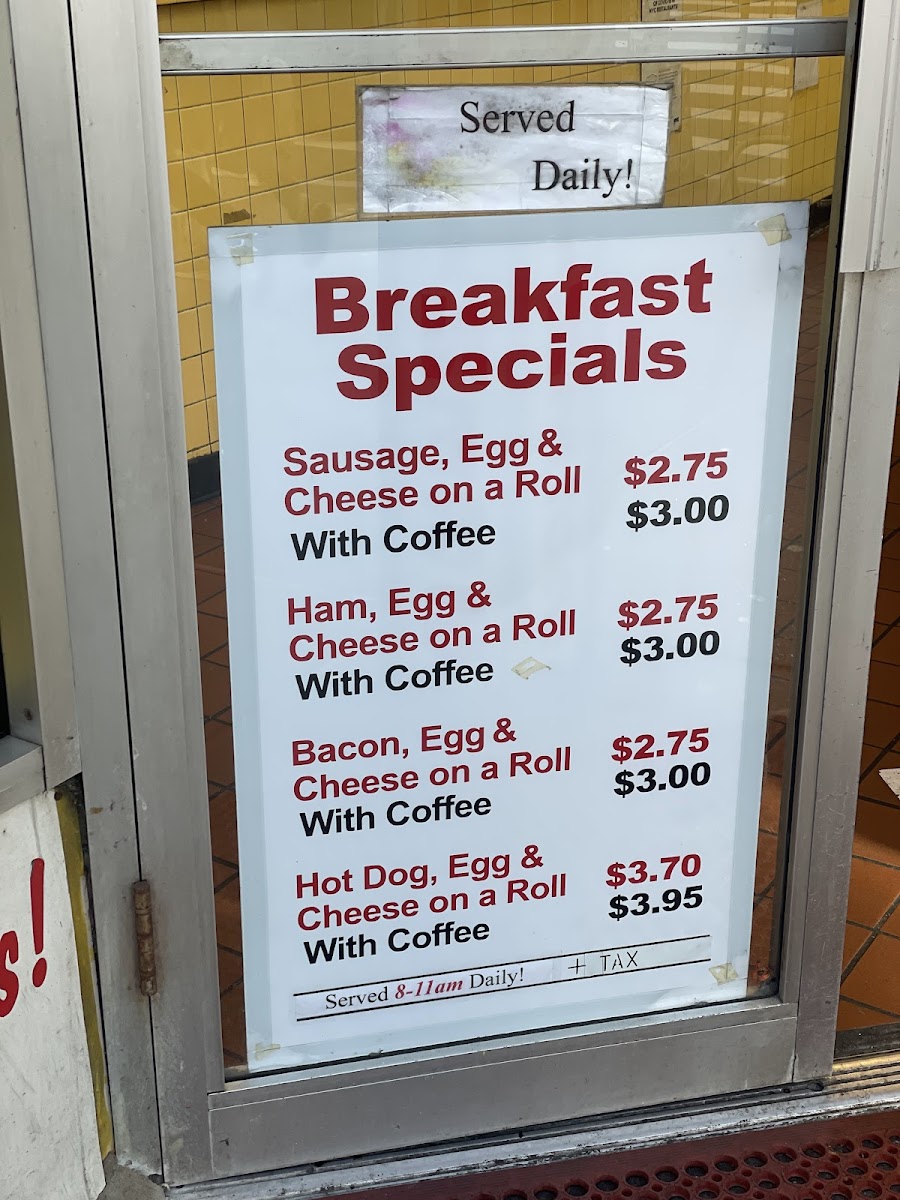 Served
Daily!
Breakfast
Specials
Sausage, Egg &
Cheese on a Roll $2.75
With Coffee $3.00
Ham, Egg &
Cheese on a Roll $2.75
With Coffee $3.00
Bacon, Egg &
Cheese on a Roll $2.75
With Coffee $3.00
Hot Dog, Egg &
Cheese on a Roll $3.70
With Coffee $3.95
Served 8-11am Daily! + TAX
s!